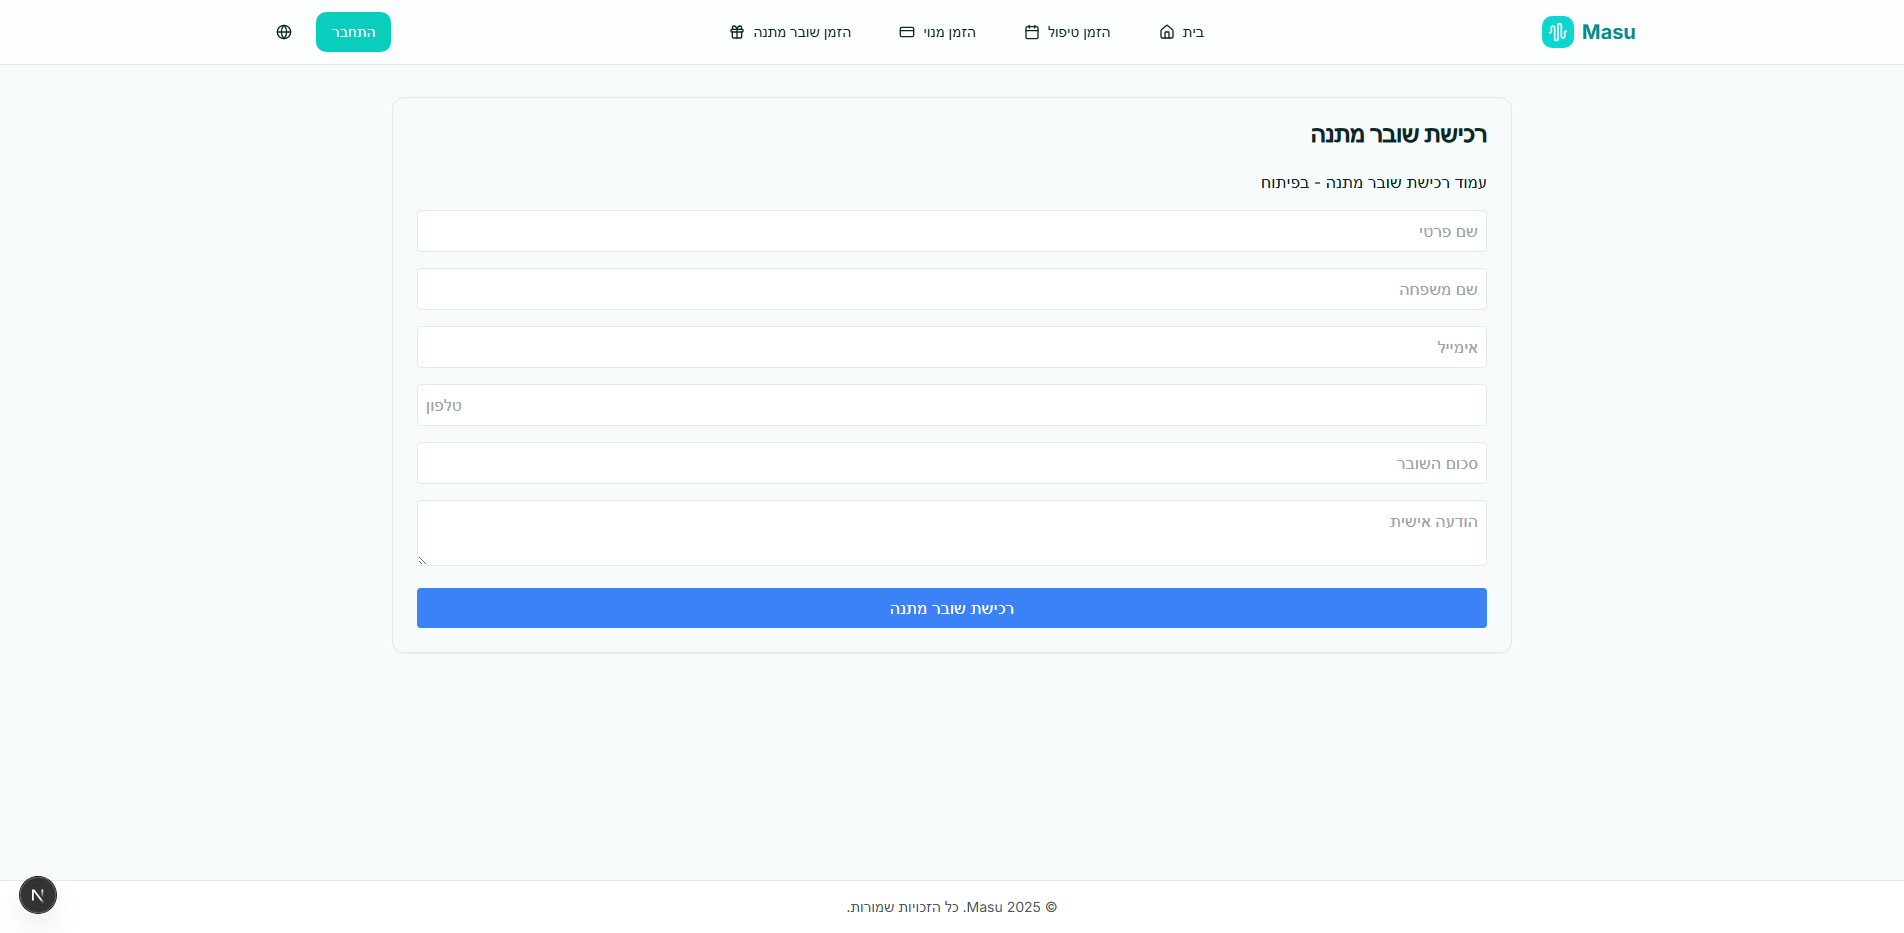 Masu
בית
הזמן טיפול
הזמן מנוי
הזמן שובר מתנה
התחבר
רכישת שובר מתנה
עמוד רכישת שובר מתנה - בפיתוח
שם פרטי
שם משפחה
אימייל
טלפון
סכום השובר
הודעה אישית
רכישת שובר מתנה
© 2025 Masu. כל הזכויות שמורות.
N